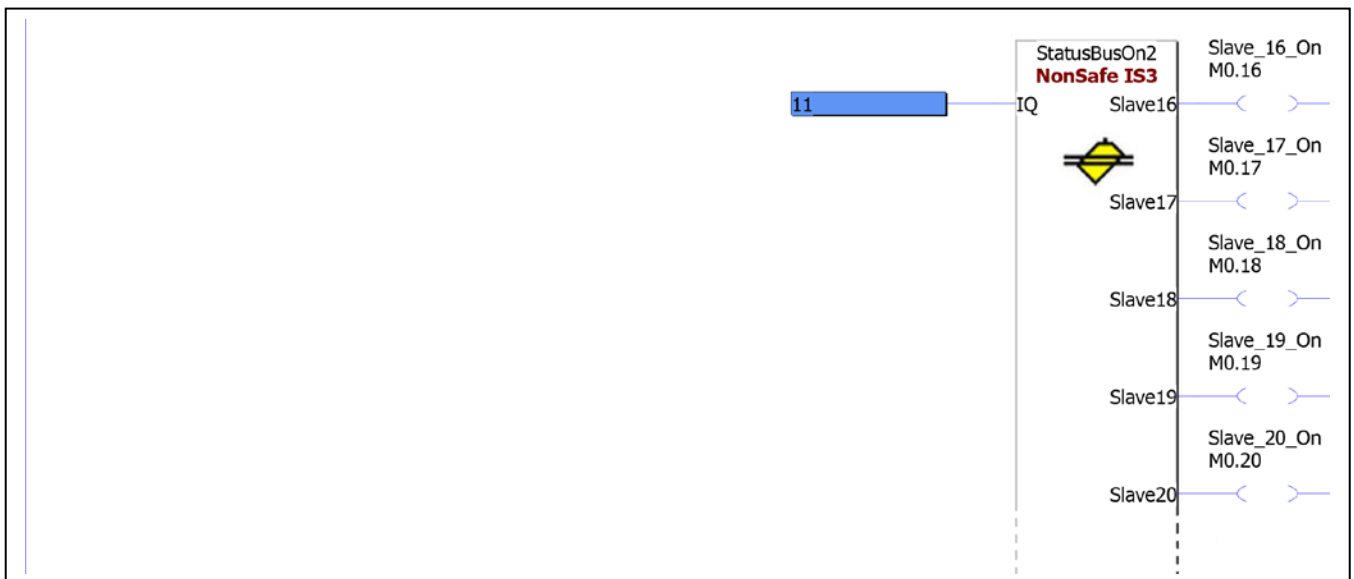 StatusBusOn2
NonSafe IS3
Slave_16_On
M0.16
11
IQ
Slave16
Slave_17_On
M0.17
Slave17
Slave_18_On
M0.18
Slave18
Slave_19_On
M0.19
Slave19
Slave_20_On
M0.20
Slave20